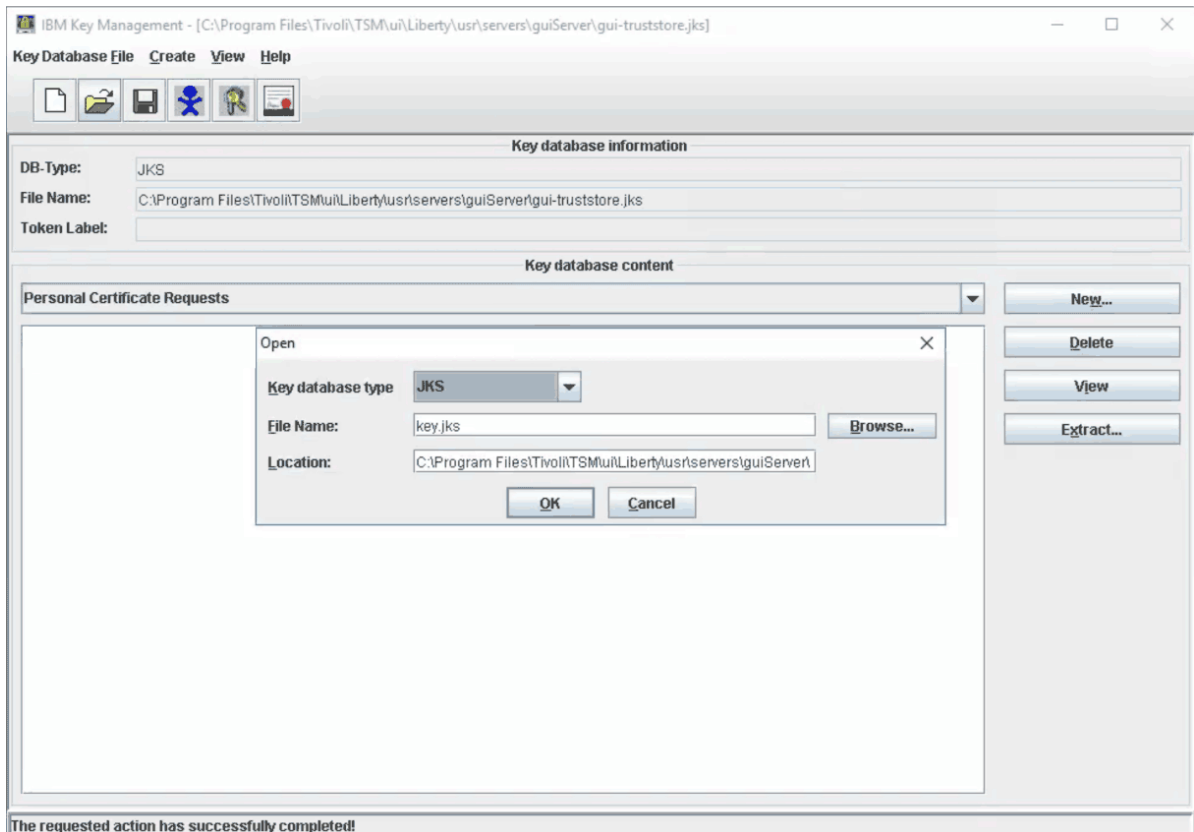 IBM Key Management - [C:\Program Files\Tivoli\TSM\ui\Liberty\usr\servers\guiServer\gui-truststore.jks]
Key Database File Create View Help
Key database information
DB-Type: JKS
File Name: C:\Program Files\Tivoli\TSM\ui\Liberty\usr\servers\guiServer\gui-truststore.jks
Token Label:
Key database content
Personal Certificate Requests
New...
Open
Delete
Key database type JKS
View
File Name: key.jks Browse...
Extract...
Location: C:\Program Files\Tivoli\TSM\ui\Liberty\usr\servers\guiServer\
OK Cancel
The requested action has successfully completed!